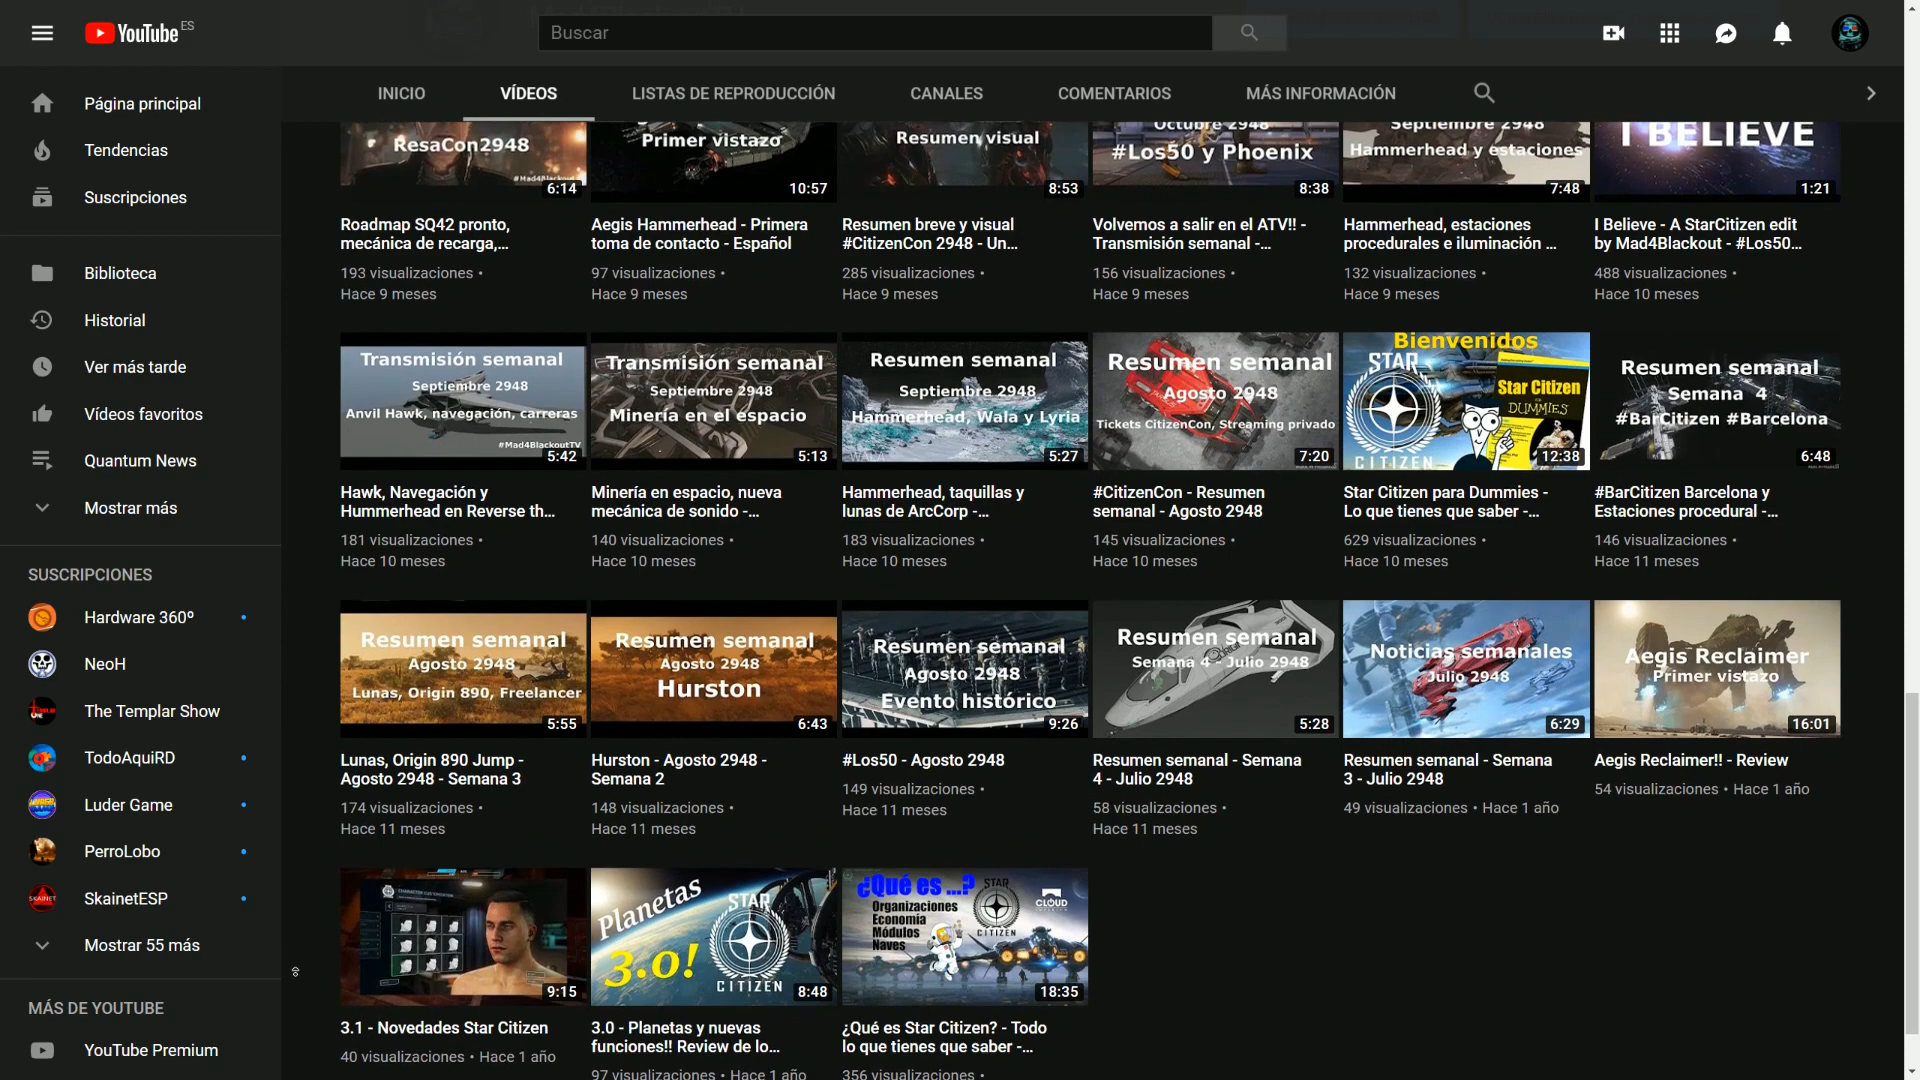 YouTube ES
Buscar
INICIO
VÍDEOS
LISTAS DE REPRODUCCIÓN
CANALES
COMENTARIOS
MÁS INFORMACIÓN
Página principal
Tendencias
Suscripciones
Biblioteca
Historial
Ver más tarde
Vídeos favoritos
Quantum News
Mostrar más
SUSCRIPCIONES
Hardware 360º
NeoH
The Templar Show
TodoAquiRD
Luder Game
PerroLobo
SkainetESP
Mostrar 55 más
MÁS DE YOUTUBE
YouTube Premium
ResaCon2948
#Mad4Blackout
6:14
Roadmap SQ42 pronto,
mecánica de recarga,...
193 visualizaciones •
Hace 9 meses
Primer vistazo
10:57
Aegis Hammerhead - Primera
toma de contacto - Español
97 visualizaciones •
Hace 9 meses
Resumen visual
8:53
Resumen breve y visual
#CitizenCon 2948 - Un...
285 visualizaciones •
Hace 9 meses
Octubre 2948
#Los50 y Phoenix
8:38
Volvemos a salir en el ATV!! -
Transmisión semanal -...
156 visualizaciones •
Hace 9 meses
Septiembre 2948
Hammerhead y estaciones
7:48
Hammerhead, estaciones
procedurales e iluminación ...
132 visualizaciones •
Hace 9 meses
I BELIEVE
1:21
I Believe - A StarCitizen edit
by Mad4Blackout - #Los50...
488 visualizaciones •
Hace 10 meses
Transmisión semanal
Septiembre 2948
Anvil Hawk, navegación, carreras
#Mad4BlackoutTV
5:42
Hawk, Navegación y
Hummerhead en Reverse th...
181 visualizaciones •
Hace 10 meses
Transmisión semanal
Septiembre 2948
Minería en el espacio
5:13
Minería en espacio, nueva
mecánica de sonido -...
140 visualizaciones •
Hace 10 meses
Resumen semanal
Septiembre 2948
Hammerhead, Wala y Lyria
5:27
Hammerhead, taquillas y
lunas de ArcCorp -...
183 visualizaciones •
Hace 10 meses
Resumen semanal
Agosto 2948
Tickets CitizenCon, Streaming privado
7:20
#CitizenCon - Resumen
semanal - Agosto 2948
145 visualizaciones •
Hace 10 meses
Bienvenidos
STAR
CITIZEN
Star Citizen
FOR
DUMMIES
12:38
Star Citizen para Dummies -
Lo que tienes que saber -...
629 visualizaciones •
Hace 10 meses
Resumen semanal
Semana 4
#BarCitizen #Barcelona
6:48
#BarCitizen Barcelona y
Estaciones procedural -...
146 visualizaciones •
Hace 11 meses
Resumen semanal
Agosto 2948
Lunas, Origin 890, Freelancer
5:55
Lunas, Origin 890 Jump -
Agosto 2948 - Semana 3
174 visualizaciones •
Hace 11 meses
Resumen semanal
Agosto 2948
Hurston
6:43
Hurston - Agosto 2948 -
Semana 2
148 visualizaciones •
Hace 11 meses
Resumen semanal
Agosto 2948
Evento histórico
9:26
#Los50 - Agosto 2948
149 visualizaciones •
Hace 11 meses
Resumen semanal
Semana 4 - Julio 2948
5:28
Resumen semanal - Semana
4 - Julio 2948
58 visualizaciones •
Hace 11 meses
Noticias semanales
Julio 2948
6:29
Resumen semanal - Semana
3 - Julio 2948
49 visualizaciones • Hace 1 año
Aegis Reclaimer
Primer vistazo
16:01
Aegis Reclaimer!! - Review
54 visualizaciones • Hace 1 año
9:15
3.1 - Novedades Star Citizen
40 visualizaciones • Hace 1 año
Planetas
3.0!
STAR
CITIZEN
8:48
3.0 - Planetas y nuevas
funciones!! Review de lo...
97 visualizaciones • Hace 1 año
¿Qué es ...?
Organizaciones
Economía
Módulos
Naves
STAR
CITIZEN
CLOUD
18:35
¿Qué es Star Citizen? - Todo
lo que tienes que saber -...
356 visualizaciones •